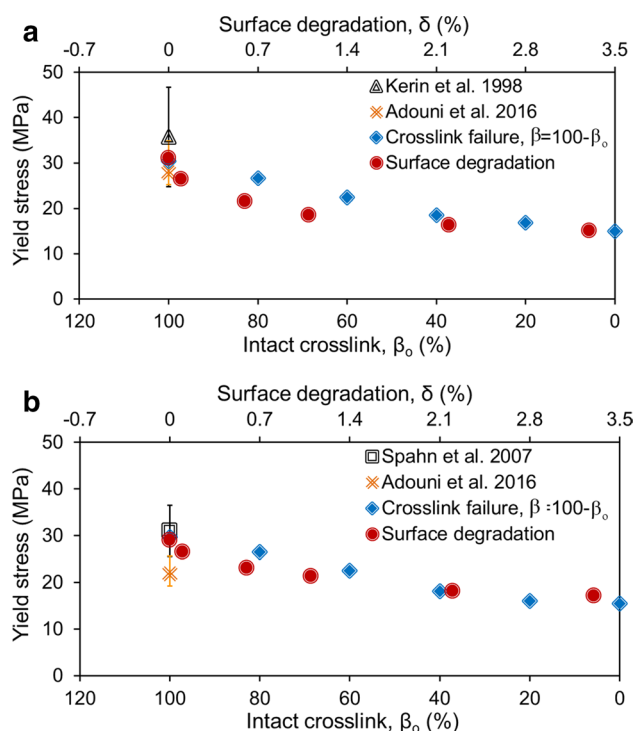 a
Surface degradation, δ (%)
-0.7 0 0.7 1.4 2.1 2.8 3.5
50
40
30
20
10
0
Yield stress (MPa)
Kerin et al. 1998
Adouni et al. 2016
Crosslink failure, β=100-βₒ
Surface degradation
120 100 80 60 40 20 0
Intact crosslink, βₒ (%)
b
Surface degradation, δ (%)
-0.7 0 0.7 1.4 2.1 2.8 3.5
50
40
30
20
10
0
Yield stress (MPa)
Spahn et al. 2007
Adouni et al. 2016
Crosslink failure, β :100-βₒ
Surface degradation
120 100 80 60 40 20 0
Intact crosslink, βₒ (%)